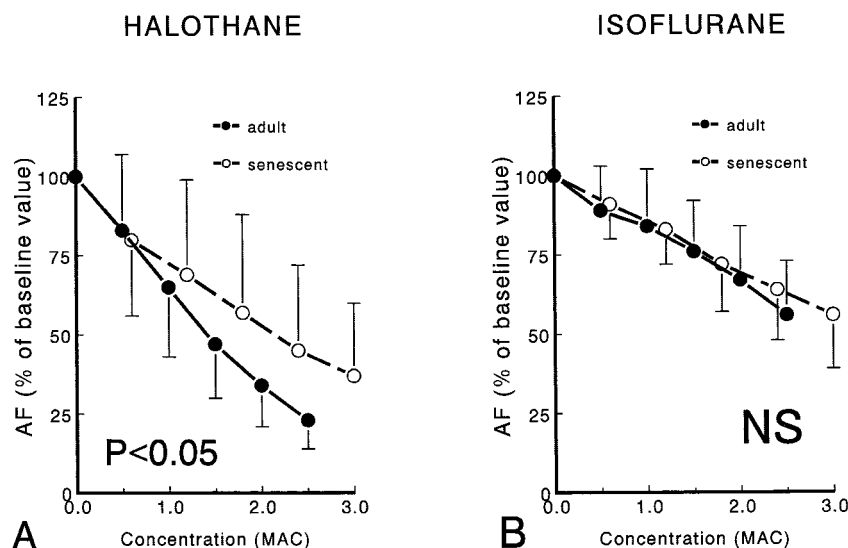 HALOTHANE
125
100
75
50
25
0
AF (% of baseline value)
adult
senescent
P<0.05
0.0
1.0
2.0
3.0
Concentration (MAC)
A
ISOFLURANE
125
100
75
50
25
0
AF (% of baseline value)
adult
senescent
NS
0.0
1.0
2.0
3.0
Concentration (MAC)
B